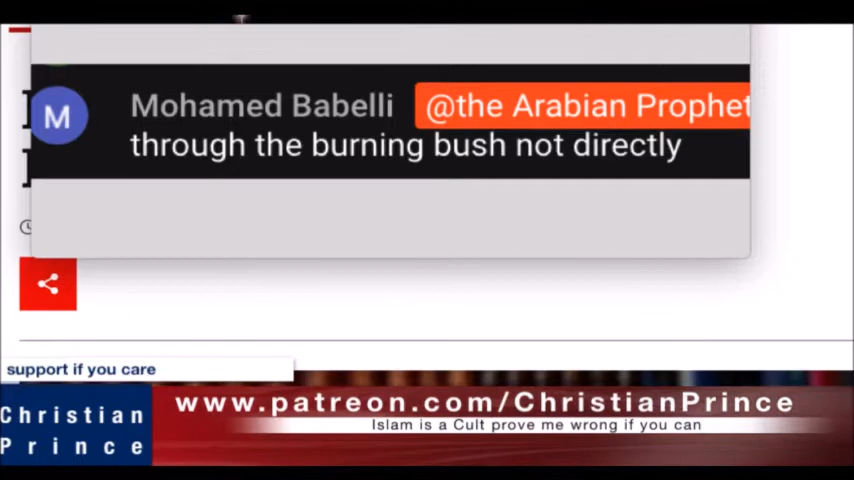 Mohamed Babelli @the Arabian Prophet
through the burning bush not directly
support if you care
Christian
Prince
www.patreon.com/ChristianPrince
Islam is a Cult prove me wrong if you can